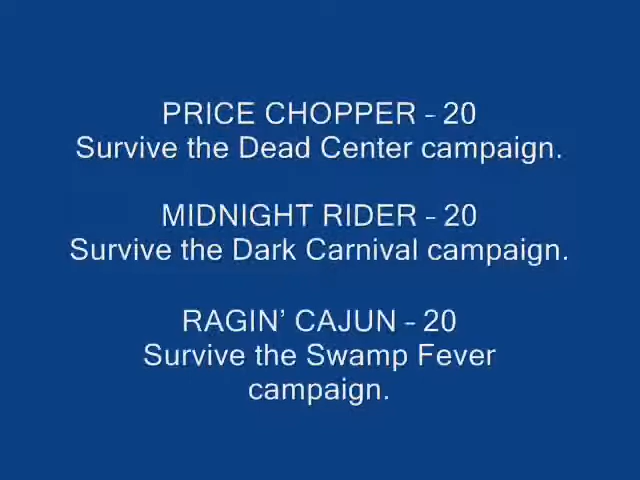 PRICE CHOPPER – 20
Survive the Dead Center campaign.
MIDNIGHT RIDER – 20
Survive the Dark Carnival campaign.
RAGIN’ CAJUN – 20
Survive the Swamp Fever
campaign.